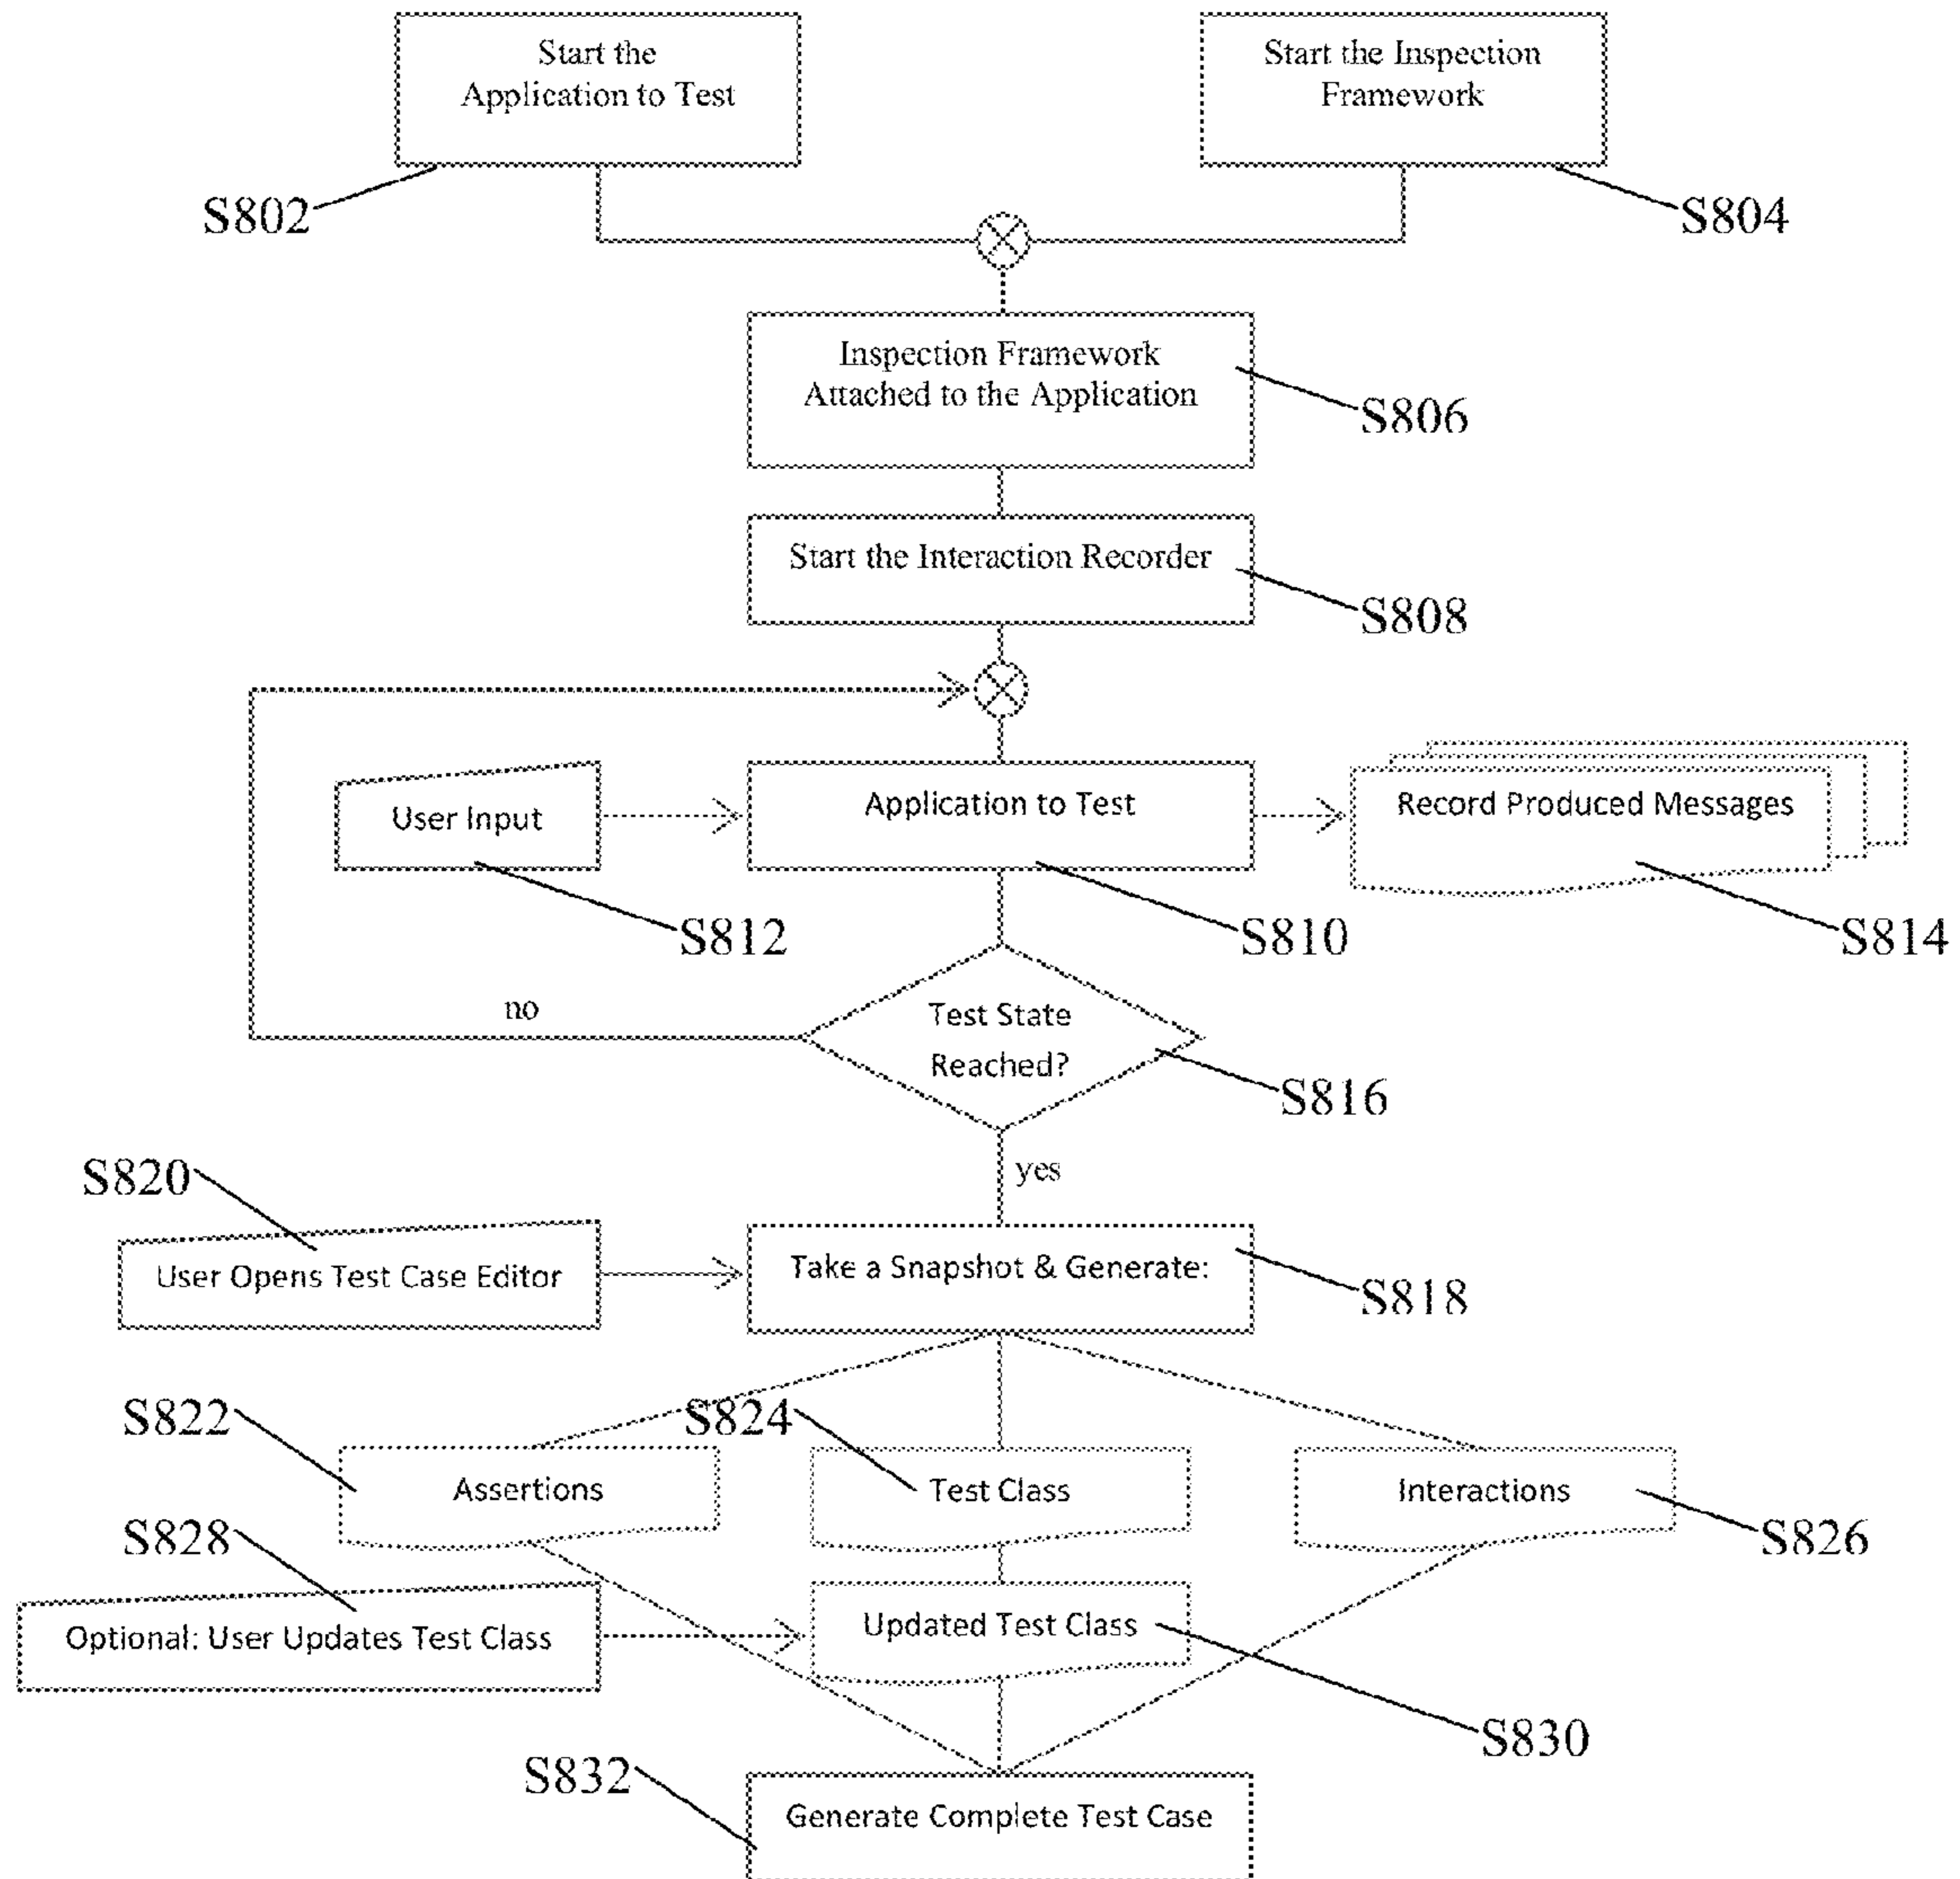 Start the
Application to Test
Start the Inspection
Framework
S802
S804
Inspection Framework
Attached to the Application
S806
Start the Interaction Recorder
S808
User Input
Application to Test
Record Produced Messages
S812
S810
S814
no
Test State
Reached?
S816
yes
S820
User Opens Test Case Editor
Take a Snapshot & Generate:
S818
S822
S824
Assertions
Test Class
Interactions
S828
S826
Optional: User Updates Test Class
Updated Test Class
S830
S832
Generate Complete Test Case